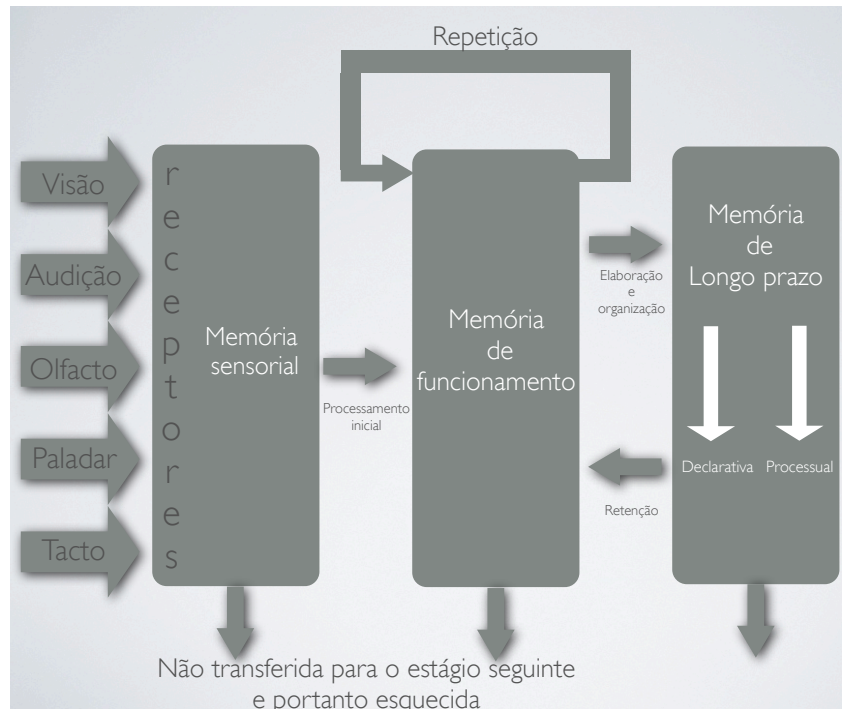 Repetição
Visão
Audição
Olfacto
Paladar
Tacto
receptores
Memória
sensorial
Processamento
inicial
Memória
de
funcionamento
Elaboração
e
organização
Retenção
Memória
de
Longo prazo
Declarativa
Processual
Não transferida para o estágio seguinte
e portanto esquecida